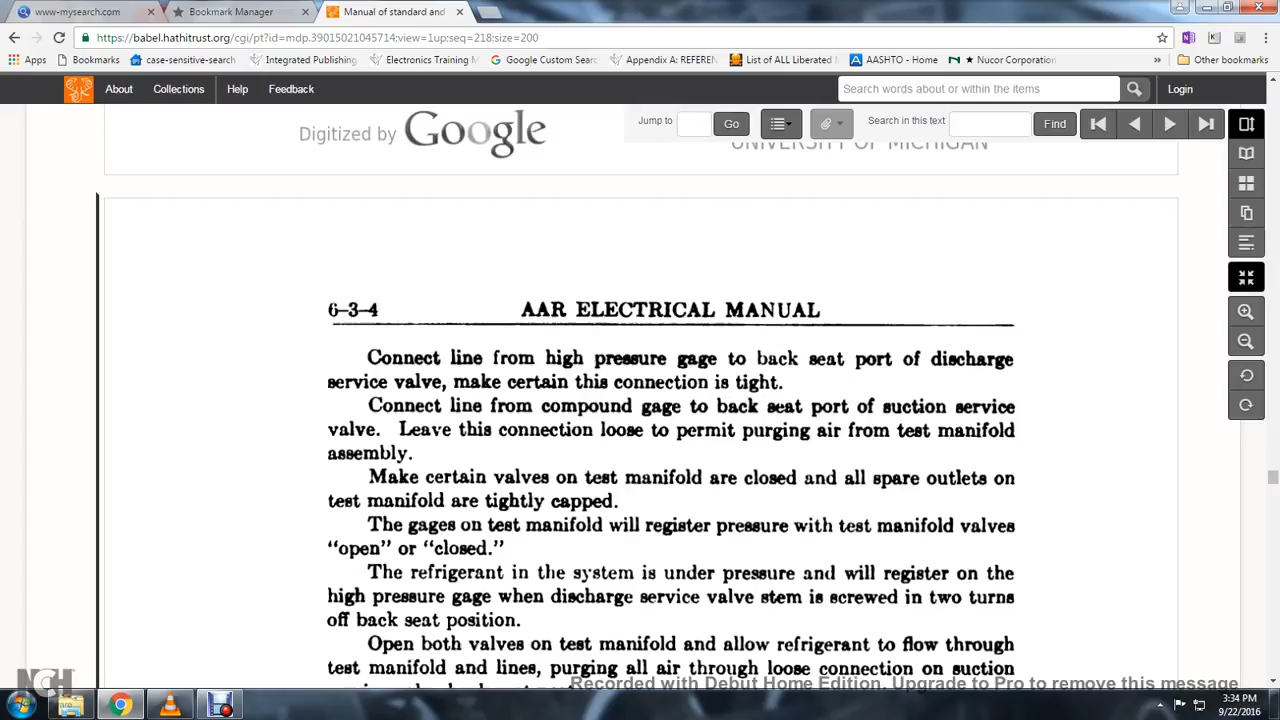 www-mysearch.com
Bookmark Manager
Manual of standard and
https://babel.hathitrust.org/cgi/pt?id=mdp.39015021045714;view=1up;seq=218;size=200
Apps
Bookmarks
case-sensitive-search
Integrated Publishing
Electronics Training
Google Custom Searc
Appendix A: REFEREN
List of ALL Liberated
AASHTO - Home
Nucor Corporation
»
Other bookmarks
About
Collections
Help
Feedback
Search words about or within the items
Login
Digitized by Google
Jump to
Go
Search in this text
Find
UNIVERSITY OF MICHIGAN
6–3–4 AAR ELECTRICAL MANUAL
Connect line from high pressure gage to back seat port of discharge
service valve, make certain this connection is tight.
Connect line from compound gage to back seat port of suction service
valve. Leave this connection loose to permit purging air from test manifold
assembly.
Make certain valves on test manifold are closed and all spare outlets on
test manifold are tightly capped.
The gages on test manifold will register pressure with test manifold valves
“open” or “closed.”
The refrigerant in the system is under pressure and will register on the
high pressure gage when discharge service valve stem is screwed in two turns
off back seat position.
Open both valves on test manifold and allow refrigerant to flow through
test manifold and lines, purging all air through loose connection on suction
NCH
Recorded with Debut Home Edition. Upgrade to Pro to remove this message
3:34 PM
9/22/2016